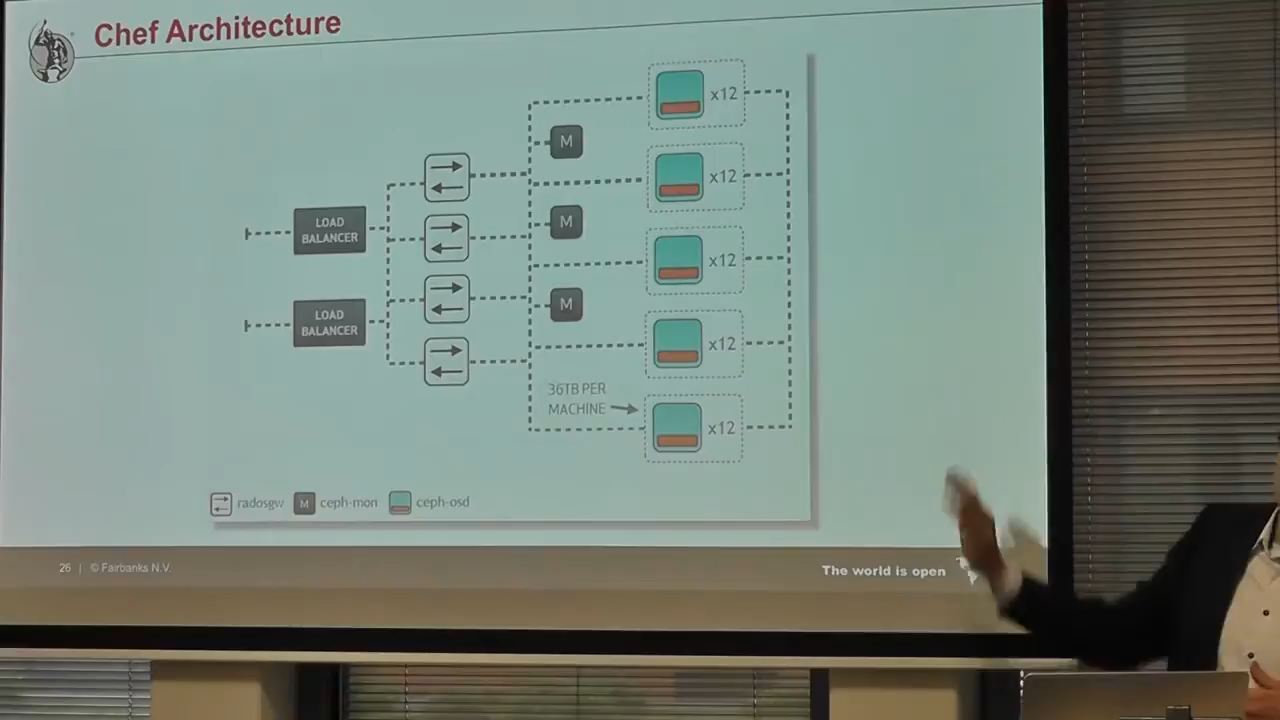 Chef Architecture
x12
M
x12
LOAD
BALANCER
M
x12
M
LOAD
BALANCER
x12
36TB PER
MACHINE
x12
radosgw
M
ceph-mon
ceph-osd
26 | © Fairbanks N.V.
The world is open